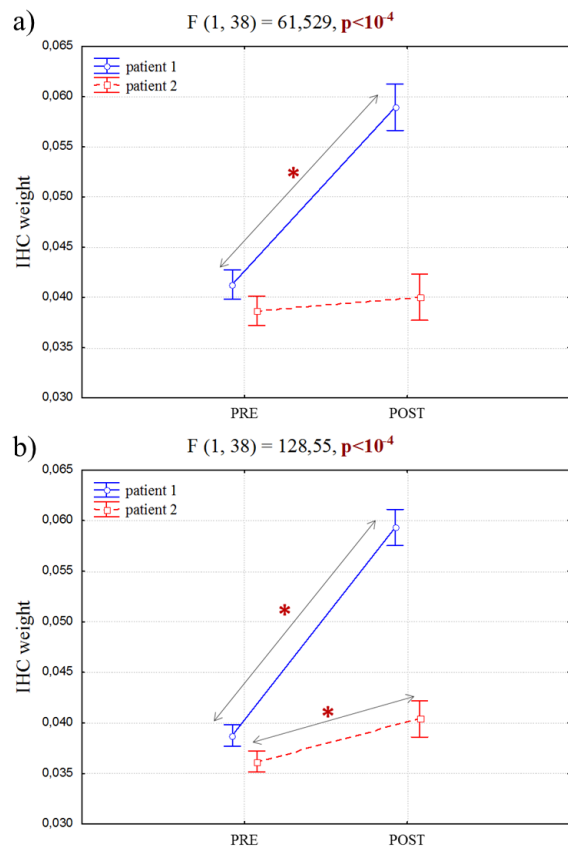 a)
F (1, 38) = 61,529, p<10⁻⁴
0,065
0,060
0,055
0,050
0,045
0,040
0,035
0,030
IHC weight
patient 1
patient 2
*
PRE POST
b)
F (1, 38) = 128,55, p<10⁻⁴
0,065
0,060
0,055
0,050
0,045
0,040
0,035
0,030
IHC weight
patient 1
patient 2
*
*
PRE POST